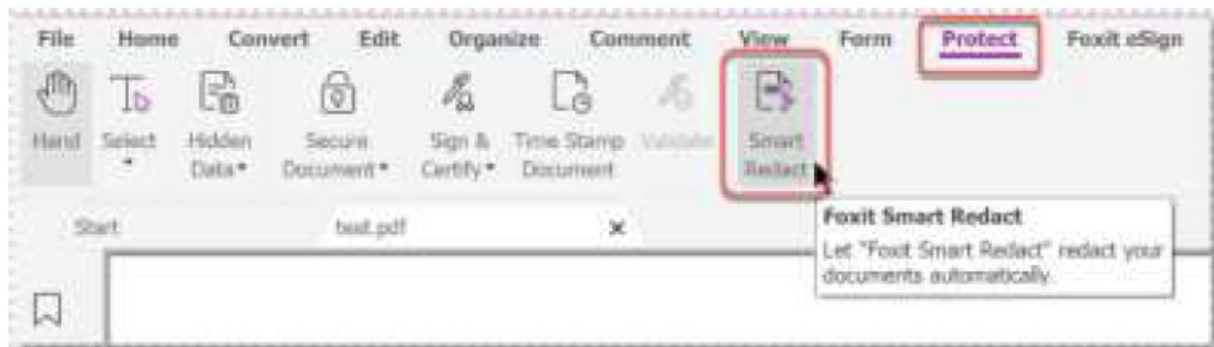 File Home Convert Edit Organize Comment View Form Protect Foxit eSign
Hand Select Hidden Data Secure Document Sign & Certify Time Stamp Document Validate Smart Redact
Start test.pdf
Foxit Smart Redact
Let "Foxit Smart Redact" redact your
documents automatically.